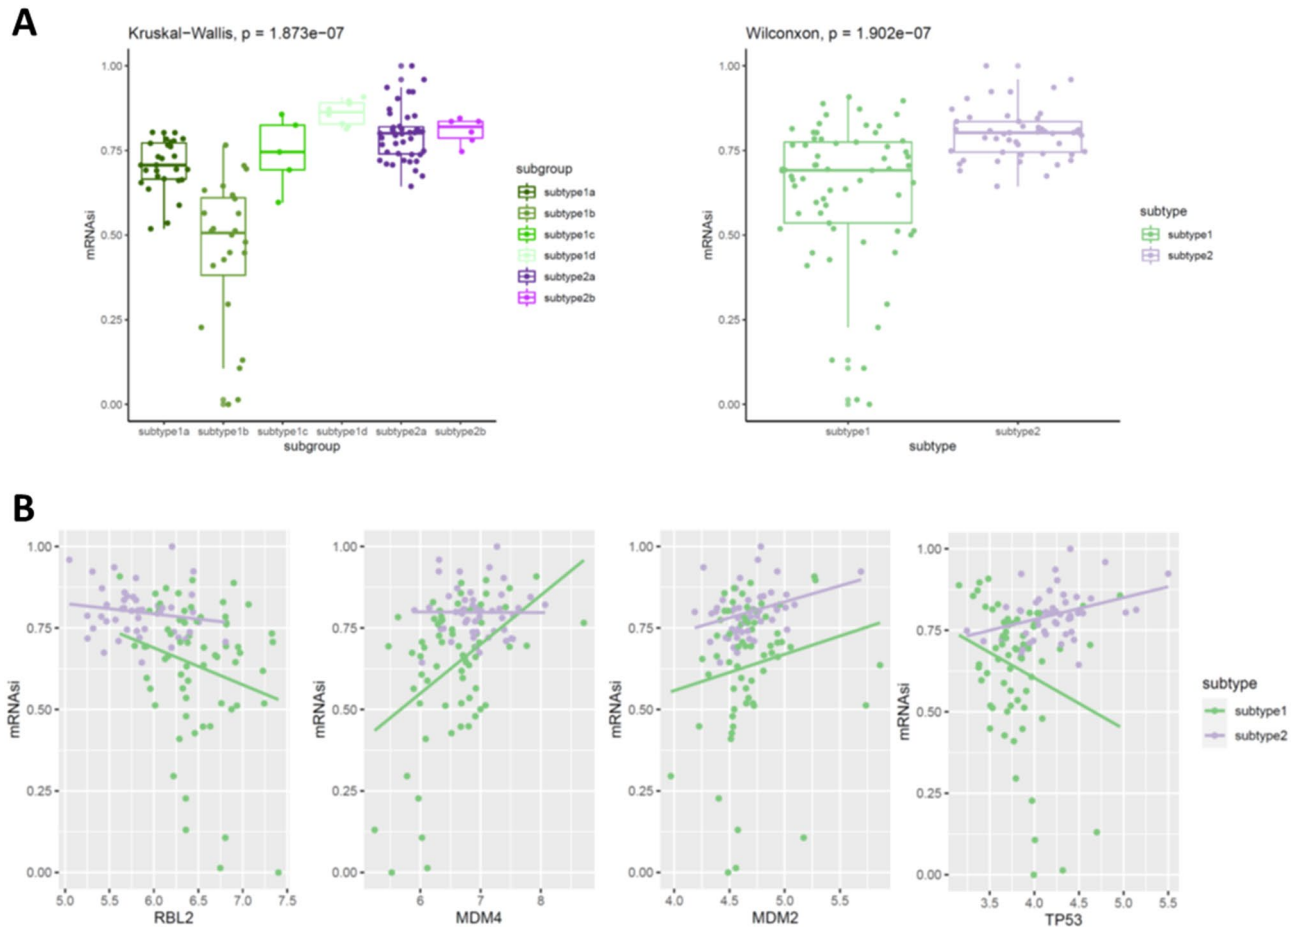 A
Kruskal-Wallis, p = 1.873e-07
Wilconxon, p = 1.902e-07
1.00
0.75
0.50
0.25
0.00
mRNAsi
subtype1a subtype1b subtype1c subtype1d subtype2a subtype2b
subgroup
subgroup
subtype1a
subtype1b
subtype1c
subtype1d
subtype2a
subtype2b
1.00
0.75
0.50
0.25
0.00
mRNAsi
subtype1 subtype2
subtype
subtype
subtype1
subtype2
B
1.00
0.75
0.50
0.25
0.00
mRNAsi
5.0 5.5 6.0 6.5 7.0 7.5
RBL2
1.00
0.75
0.50
0.25
0.00
mRNAsi
6 7 8
MDM4
1.00
0.75
0.50
0.25
0.00
mRNAsi
4.0 4.5 5.0 5.5
MDM2
1.00
0.75
0.50
0.25
0.00
mRNAsi
3.5 4.0 4.5 5.0 5.5
TP53
subtype
subtype1
subtype2